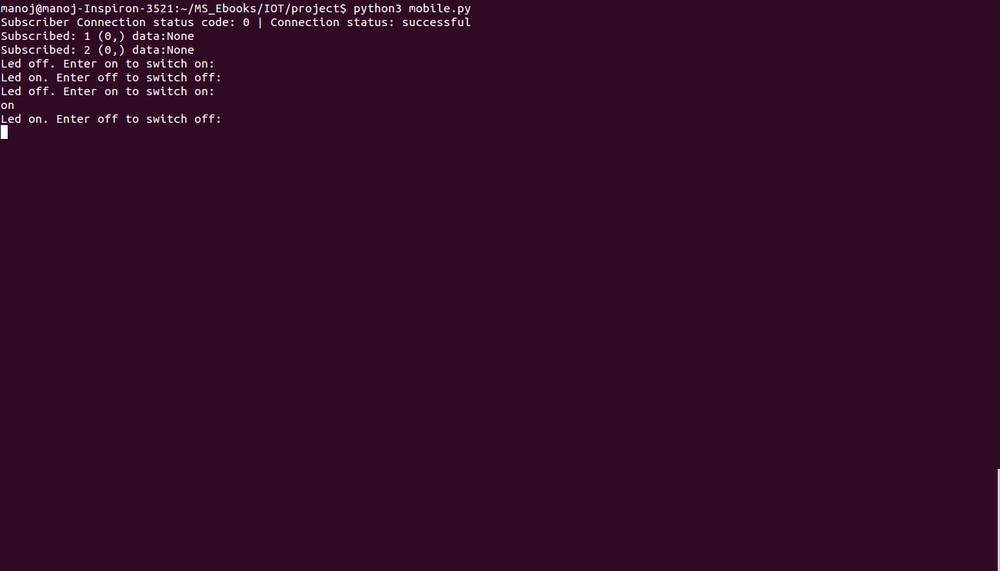 manoj@manoj-Inspiron-3521:~/MS_Ebooks/IOT/project$ python3 mobile.py
Subscriber Connection status code: 0 | Connection status: successful
Subscribed: 1 (0,) data:None
Subscribed: 2 (0,) data:None
Led off. Enter on to switch on:
Led on. Enter off to switch off:
Led off. Enter on to switch on:
on
Led on. Enter off to switch off: